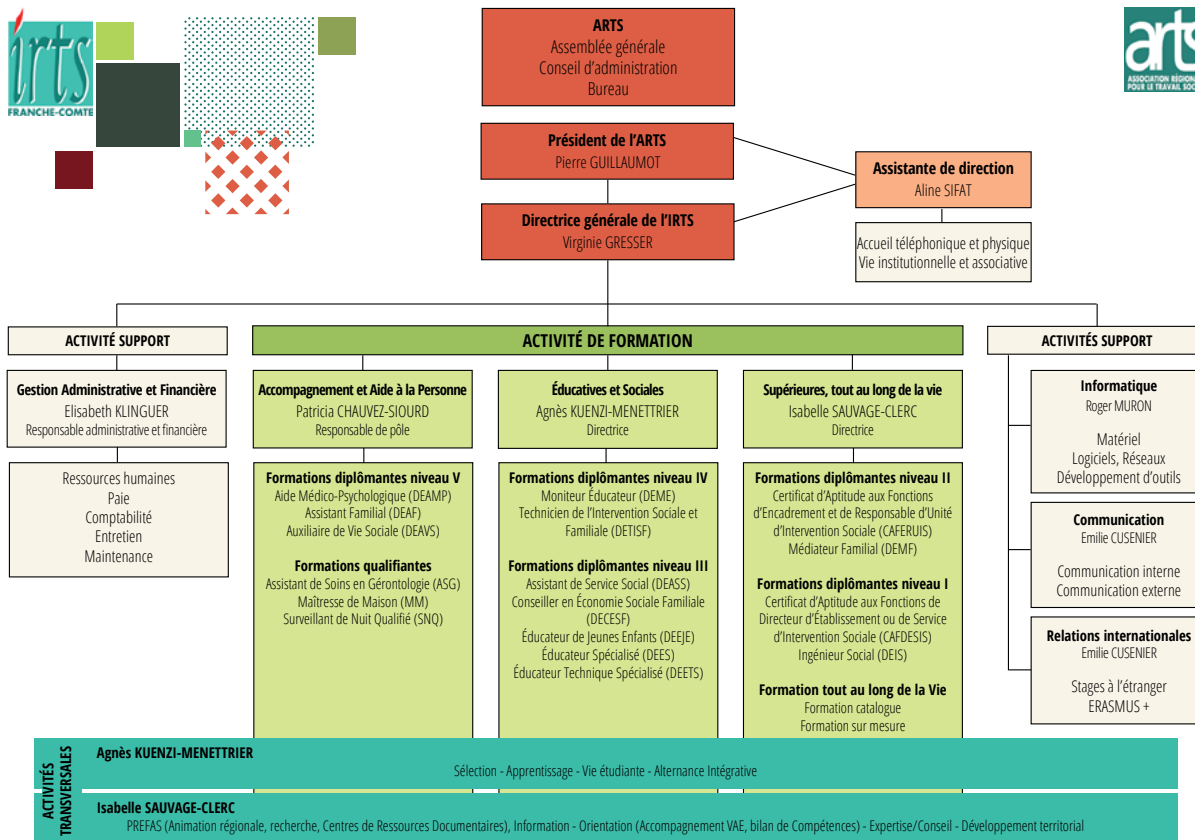 irts
FRANCHE-COMTE
arts
ASSOCIATION RÉGIONALE
POUR LE TRAVAIL SOC
ARTS
Assemblée générale
Conseil d'administration
Bureau
Président de l'ARTS
Pierre GUILLAUMOT
Assistante de direction
Aline SIFAT
Directrice générale de l'IRTS
Virginie GRESSER
Accueil téléphonique et physique
Vie institutionnelle et associative
ACTIVITÉ SUPPORT
Gestion Administrative et Financière
Elisabeth KLINGUER
Responsable administrative et financière
Ressources humaines
Paie
Comptabilité
Entretien
Maintenance
ACTIVITÉ DE FORMATION
Accompagnement et Aide à la Personne
Patricia CHAUVEZ-SIOURD
Responsable de pôle
Formations diplômantes niveau V
Aide Médico-Psychologique (DEAMP)
Assistant Familial (DEAF)
Auxiliaire de Vie Sociale (DEAVS)
Formations qualifiantes
Assistant de Soins en Gérontologie (ASG)
Maîtresse de Maison (MM)
Surveillant de Nuit Qualifié (SNQ)
Éducatives et Sociales
Agnès KUENZI-MENETTRIER
Directrice
Formations diplômantes niveau IV
Moniteur Éducateur (DEME)
Technicien de l'Intervention Sociale et
Familiale (DETISF)
Formations diplômantes niveau III
Assistant de Service Social (DEASS)
Conseiller en Économie Sociale Familiale
(DECESF)
Éducateur de Jeunes Enfants (DEEJE)
Éducateur Spécialisé (DEES)
Éducateur Technique Spécialisé (DEETS)
Supérieures, tout au long de la vie
Isabelle SAUVAGE-CLERC
Directrice
Formations diplômantes niveau II
Certificat d'Aptitude aux Fonctions
d'Encadrement et de Responsable d'Unité
d'Intervention Sociale (CAFERUIS)
Médiateur Familial (DEMF)
Formations diplômantes niveau I
Certificat d'Aptitude aux Fonctions de
Directeur d'Établissement ou de Service
d'Intervention Sociale (CAFDESIS)
Ingénieur Social (DEIS)
Formation tout au long de la Vie
Formation catalogue
Formation sur mesure
ACTIVITÉS SUPPORT
Informatique
Roger MURON
Matériel
Logiciels, Réseaux
Développement d'outils
Communication
Emilie CUSENIER
Communication interne
Communication externe
Relations internationales
Emilie CUSENIER
Stages à l'étranger
ERASMUS +
ACTIVITÉS
TRANSVERSALES
Agnès KUENZI-MENETTRIER
Sélection - Apprentissage - Vie étudiante - Alternance Intégrative
Isabelle SAUVAGE-CLERC
PREFAS (Animation régionale, recherche, Centres de Ressources Documentaires), Information - Orientation (Accompagnement VAE, bilan de Compétences) - Expertise/Conseil - Développement territorial